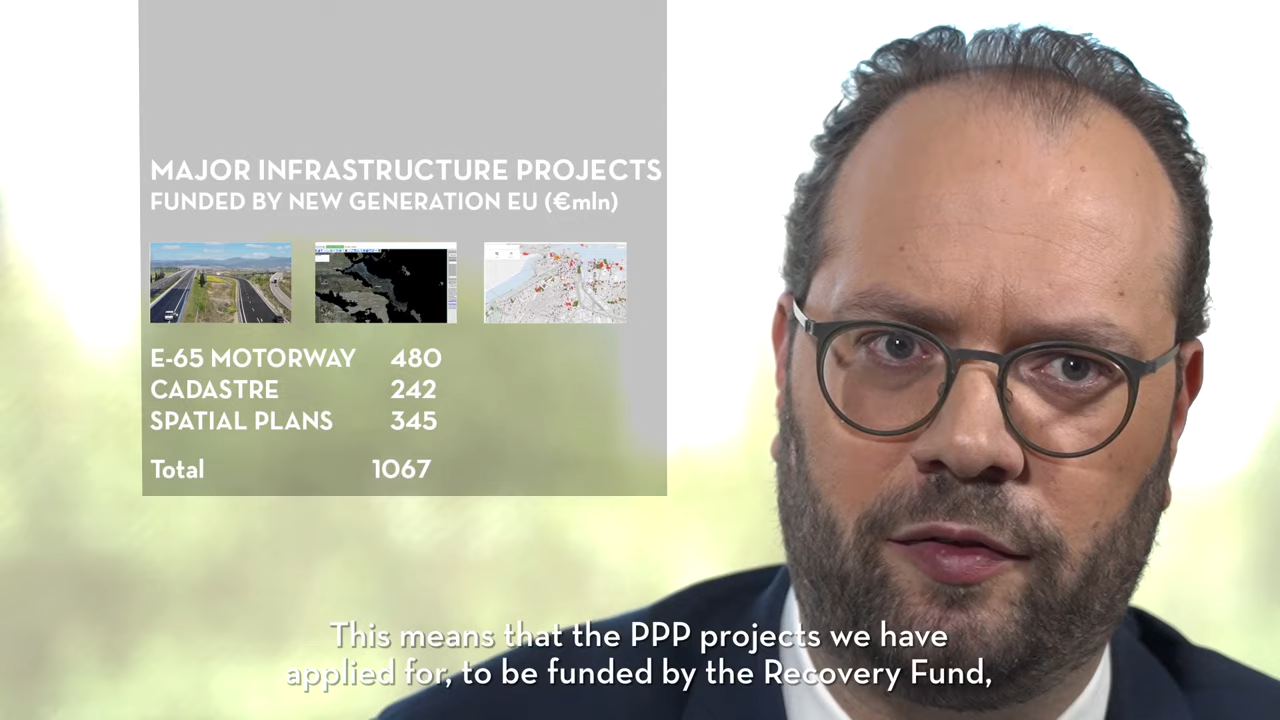 MAJOR INFRASTRUCTURE PROJECTS
FUNDED BY NEW GENERATION EU (€mln)
E-65 MOTORWAY 480
CADASTRE 242
SPATIAL PLANS 345
Total 1067
This means that the PPP projects we have
applied for, to be funded by the Recovery Fund,